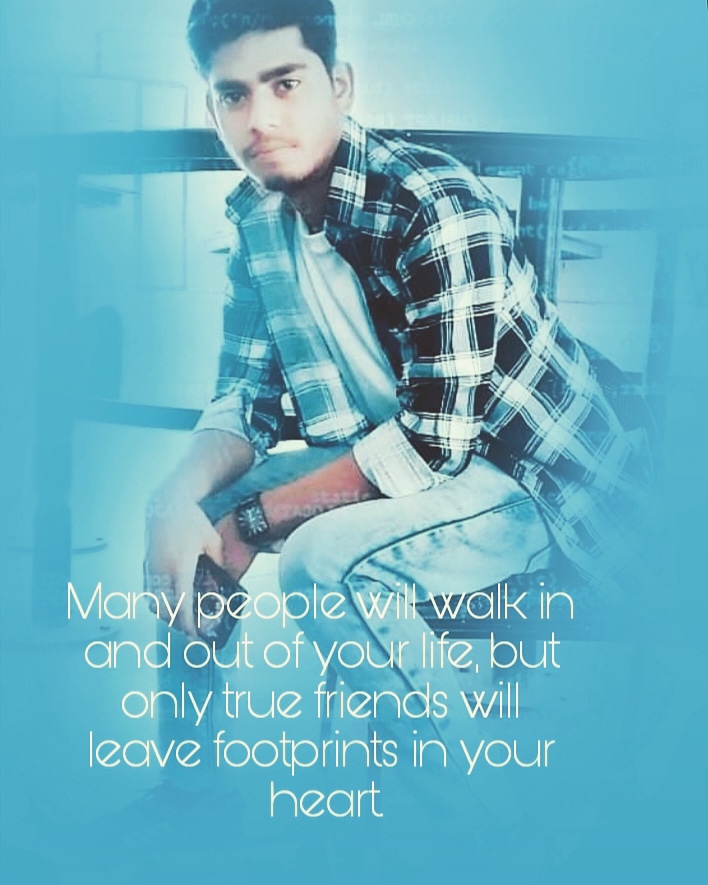 Many people will walk in
and out of your life, but
only true friends will
leave footprints in your
heart